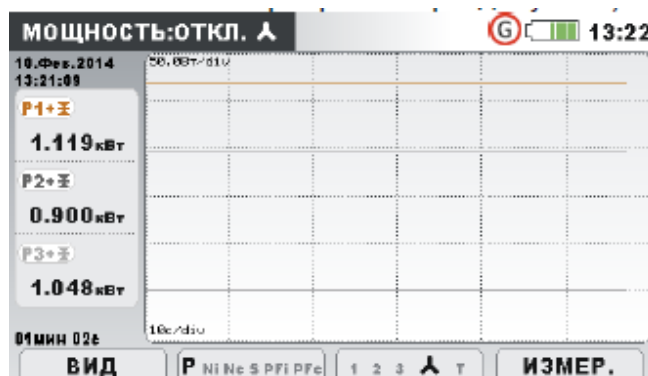 МОЩНОСТЬ:ОТКЛ. G 13:22
10.Фев.2014
13:21:09
50.0Вт/div
P1+
1.119кВт
P2+
0.900кВт
P3+
1.048кВт
01мин 02с
10с/div
ВИД P Ni Nc S PFi PFc 1 2 3 T ИЗМЕР.